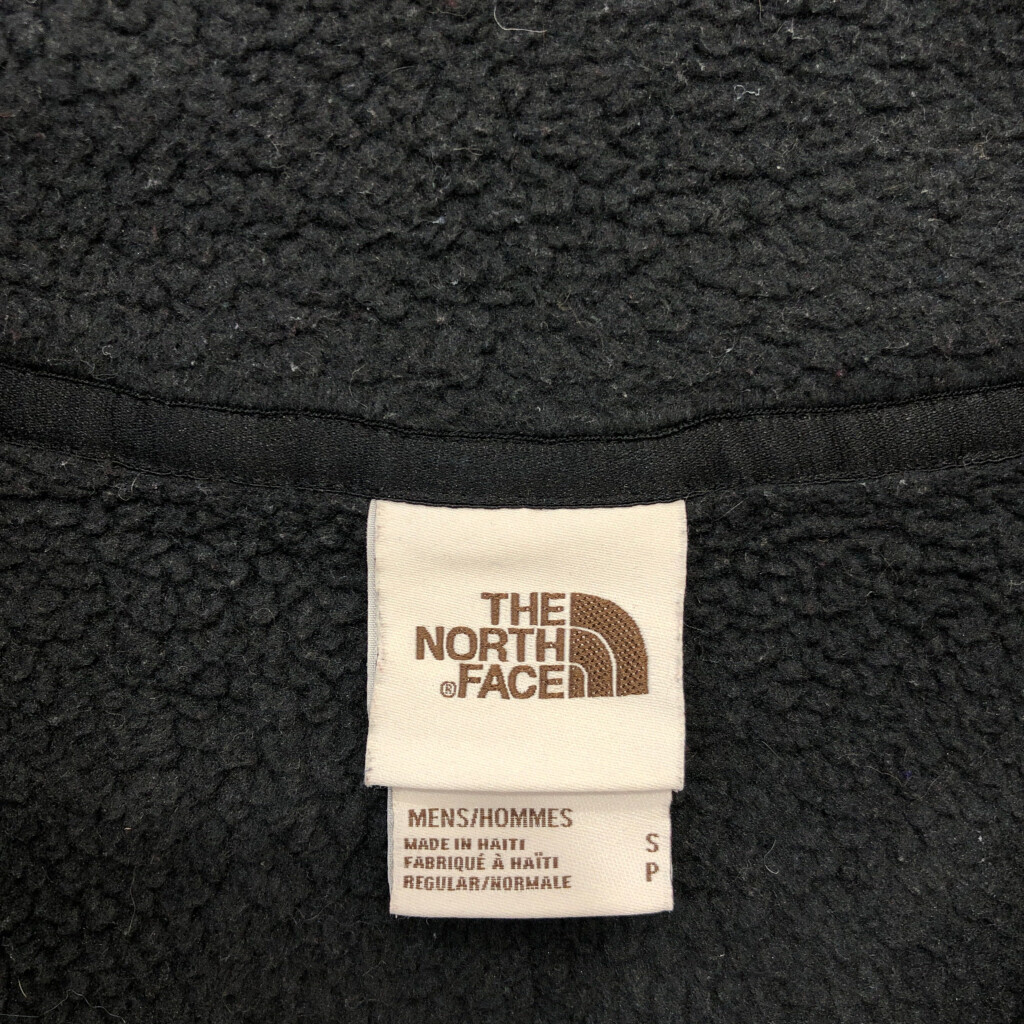 THE
NORTH
®FACE
MENS/HOMMES
MADE IN HAITI S
FABRIQUÉ À HAÏTI
REGULAR/NORMALE P